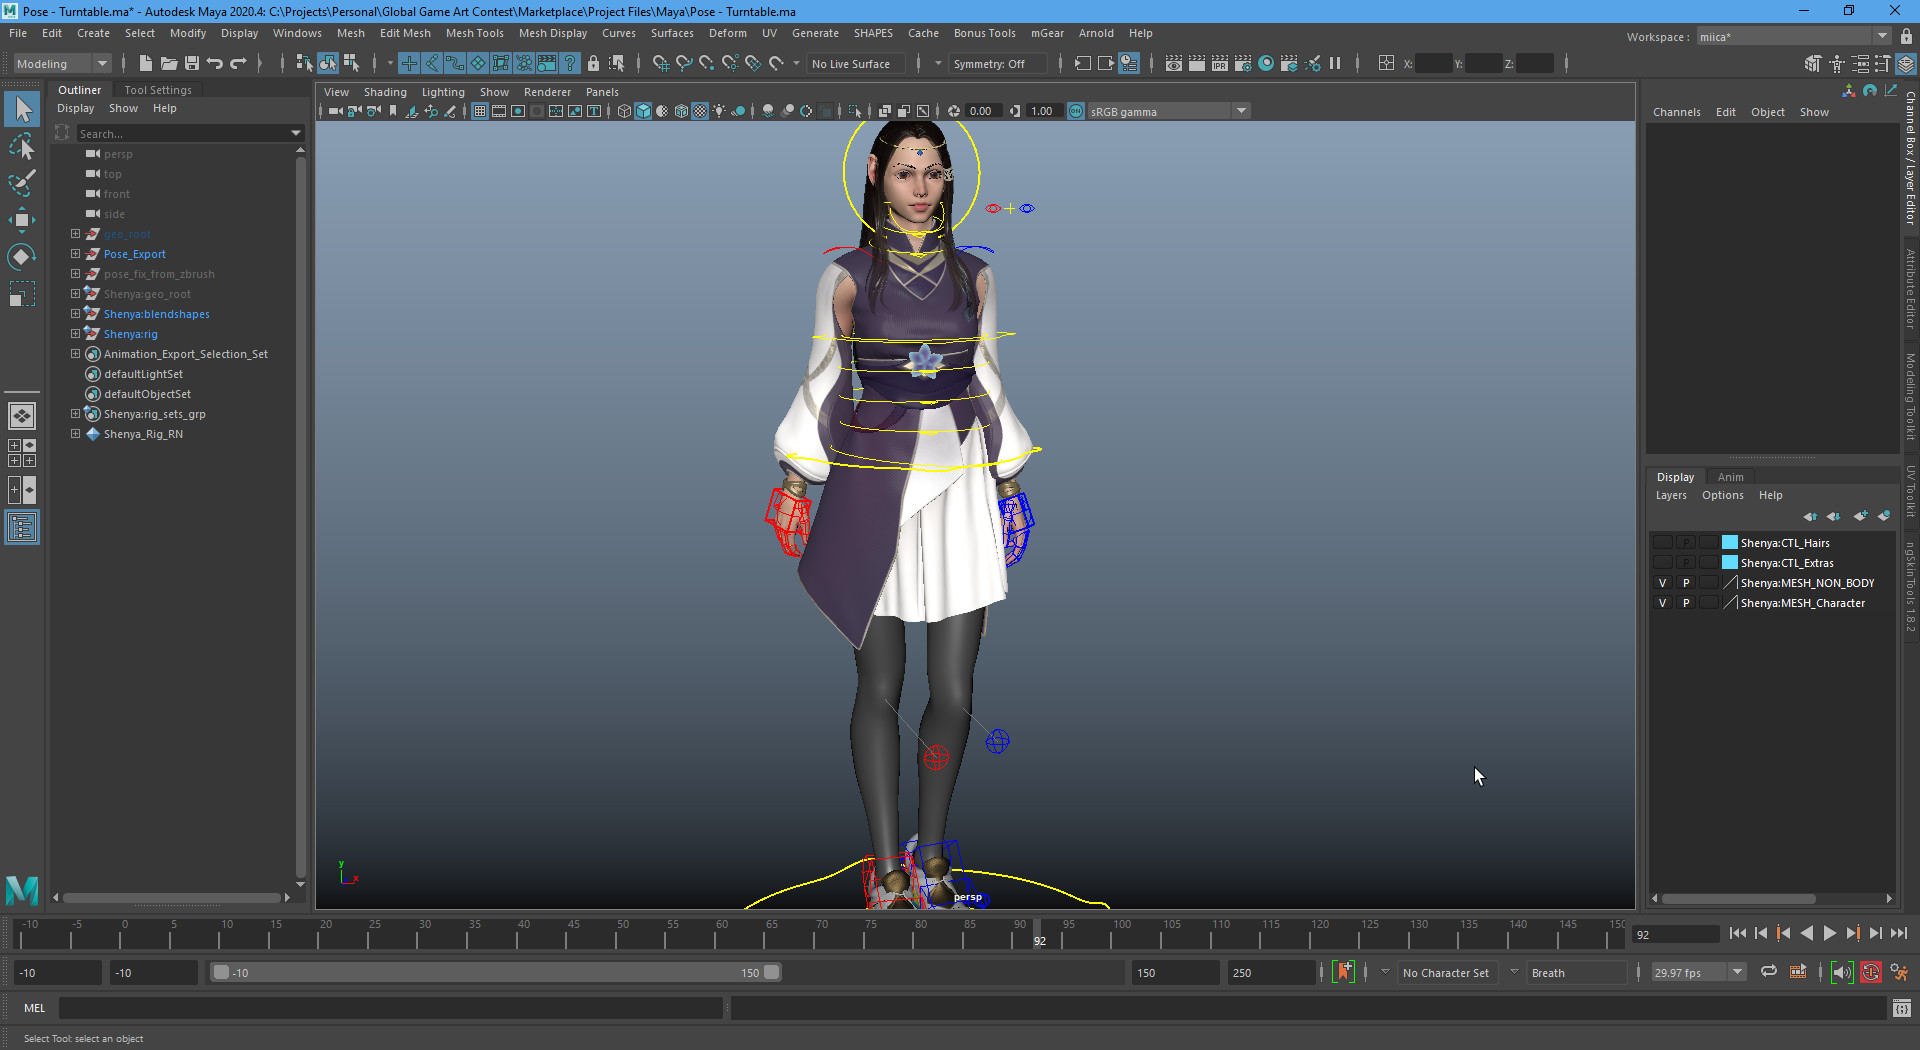 Pose - Turntable.ma* - Autodesk Maya 2020.4: C:\Projects\Personal\Global Game Art Contest\Marketplace\Project Files\Maya\Pose - Turntable.ma
File Edit Create Select Modify Display Windows Mesh Edit Mesh Mesh Tools Mesh Display Curves Surfaces Deform UV Generate SHAPES Cache Bonus Tools mGear Arnold Help
Workspace : miica*
Modeling No Live Surface Symmetry: Off IPR X: Y: Z:
Outliner Tool Settings
Display Show Help
Search...
persp
top
front
side
geo_root
Pose_Export
pose_fix_from_zbrush
Shenya:geo_root
Shenya:blendshapes
Shenya:rig
Animation_Export_Selection_Set
defaultLightSet
defaultObjectSet
Shenya:rig_sets_grp
Shenya_Rig_RN
View Shading Lighting Show Renderer Panels
0.00 1.00 ON sRGB gamma
y
x
persp
Channels Edit Object Show
Channel Box / Layer Editor
Attribute Editor
Modeling Toolkit
UV Toolkit
ngSkinTools 1.8.2
Display Anim
Layers Options Help
P Shenya:CTL_Hairs
P Shenya:CTL_Extras
V P Shenya:MESH_NON_BODY
V P Shenya:MESH_Character
-10 -5 0 5 10 15 20 25 30 35 40 45 50 55 60 65 70 75 80 85 90 95 100 105 110 115 120 125 130 135 140 145 150
92
92
-10 -10 -10 150 150 250 No Character Set Breath 29.97 fps
MEL
Select Tool: select an object